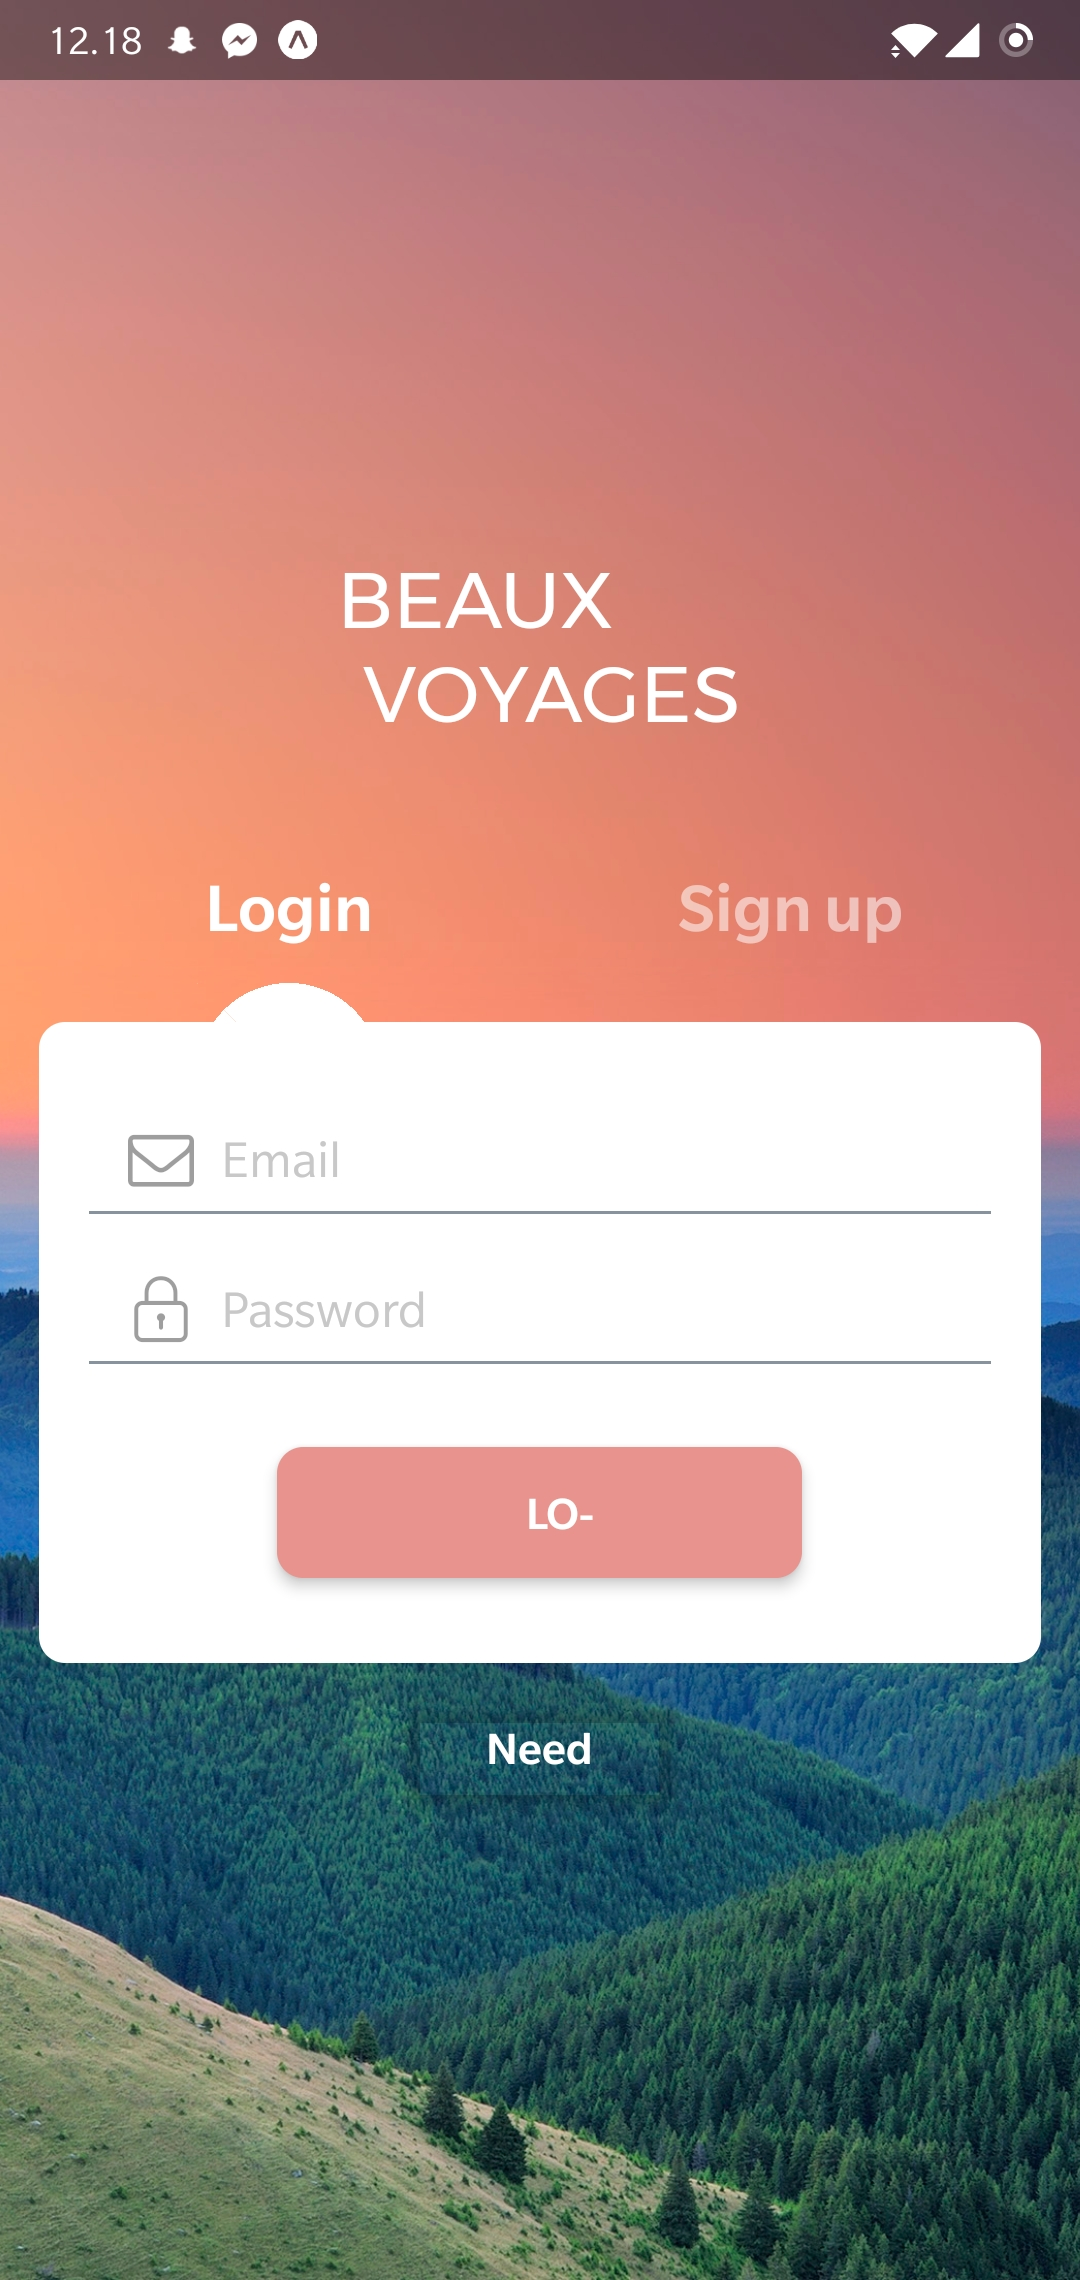 12.18
BEAUX
VOYAGES
Login
Sign up
Email
Password
LO-
Need